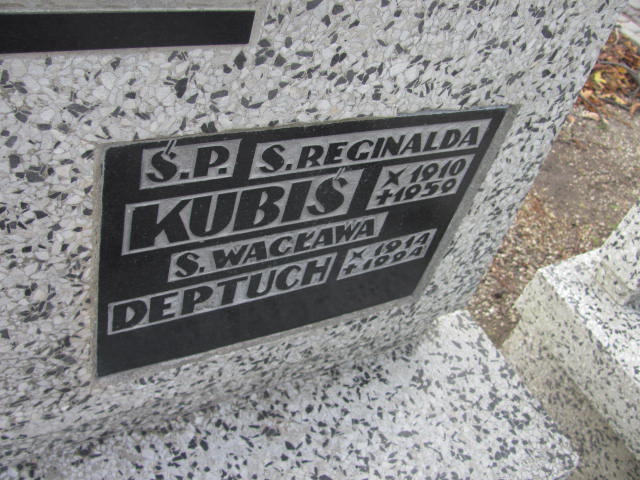 Ś.P. S. REGINALDA
KUBIŚ × 1910
+ 1959
S. WACŁAWA
DEPTUCH × 1914
+ 1994